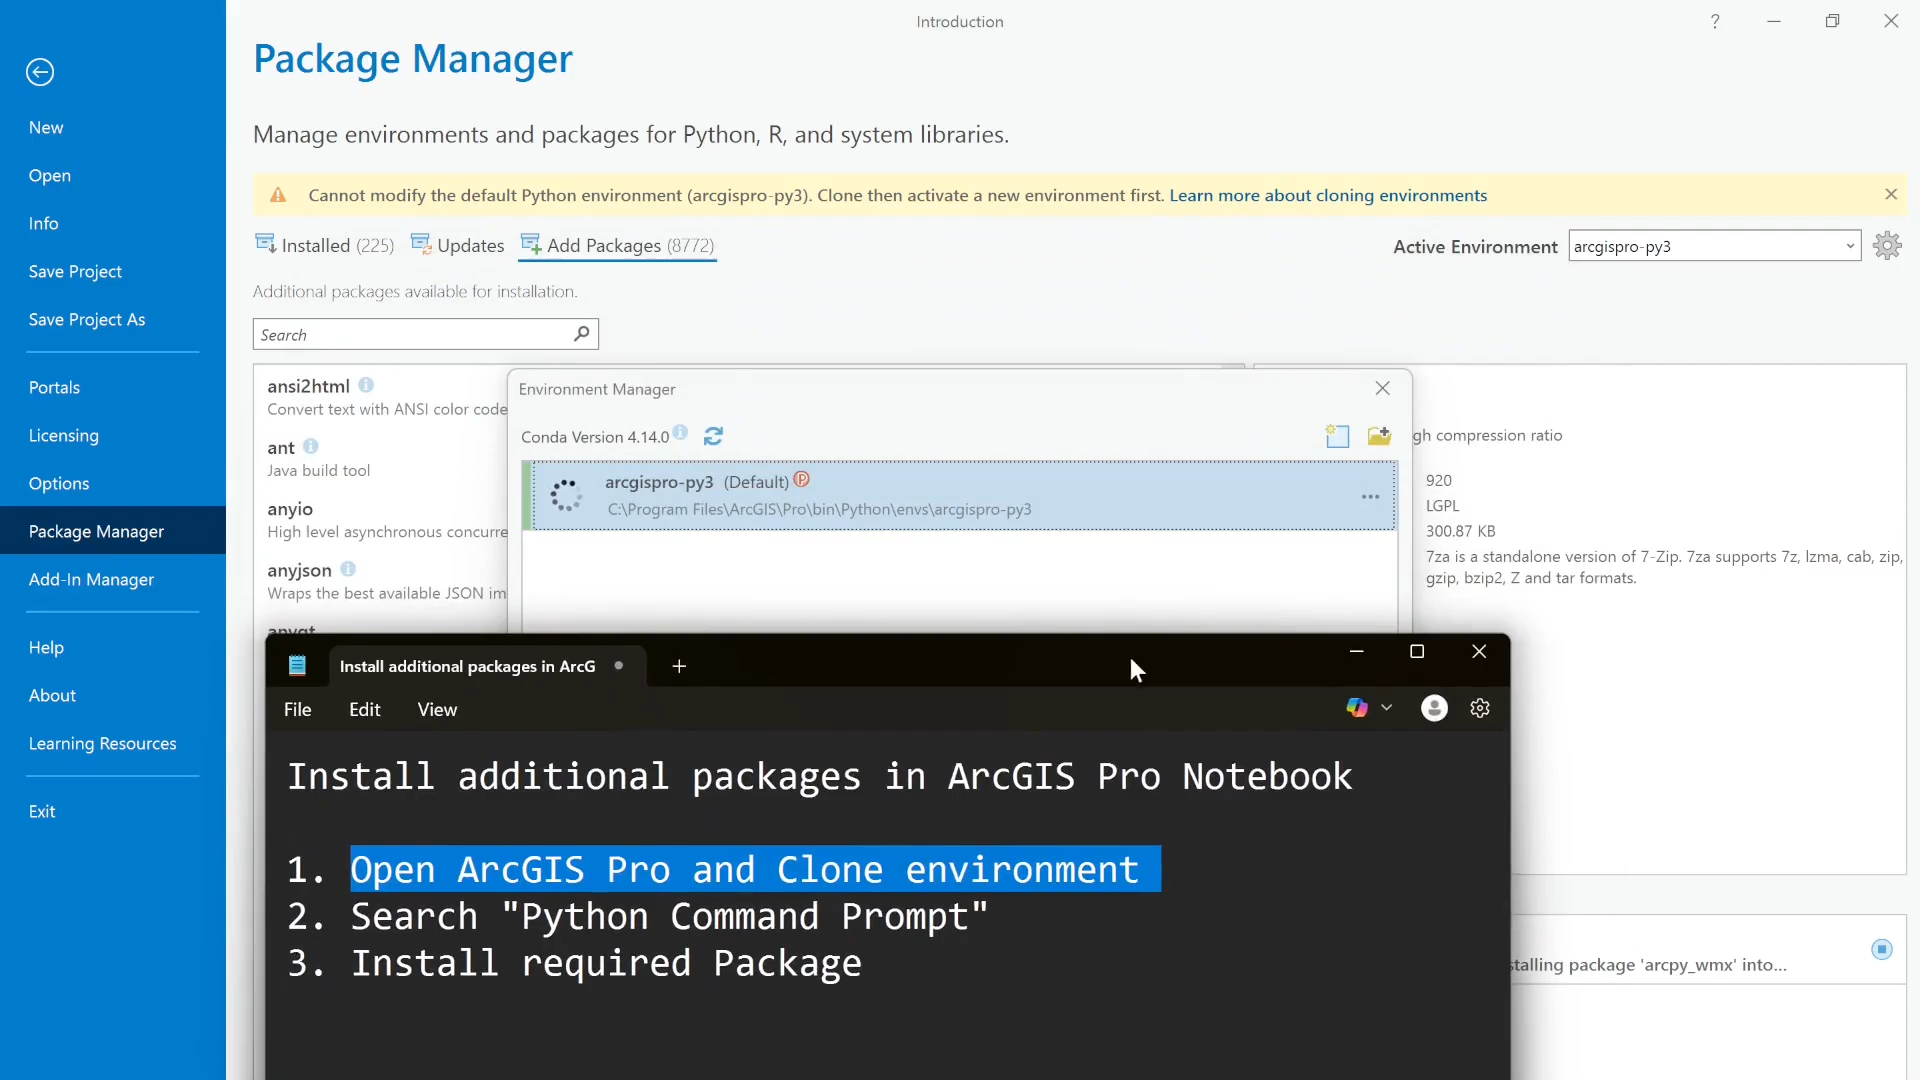 Introduction
?
Package Manager
Manage environments and packages for Python, R, and system libraries.
Cannot modify the default Python environment (arcgispro-py3). Clone then activate a new environment first. Learn more about cloning environments
Installed (225)
Updates
Add Packages (8772)
Active Environment
arcgispro-py3
Additional packages available for installation.
Search
New
Open
Info
Save Project
Save Project As
Portals
Licensing
Options
Package Manager
Add-In Manager
Help
About
Learning Resources
Exit
ansi2html
Convert text with ANSI color code
ant
Java build tool
anyio
High level asynchronous concurre
anyjson
Wraps the best available JSON im
Environment Manager
Conda Version 4.14.0
arcgispro-py3 (Default)
C:\Program Files\ArcGIS\Pro\bin\Python\envs\arcgispro-py3
gh compression ratio
920
LGPL
300.87 KB
7za is a standalone version of 7-Zip. 7za supports 7z, lzma, cab, zip,
gzip, bzip2, Z and tar formats.
Install additional packages in ArcG
File
Edit
View
Install additional packages in ArcGIS Pro Notebook
1. Open ArcGIS Pro and Clone environment
2. Search "Python Command Prompt"
3. Install required Package
stalling package 'arcpy_wmx' into...